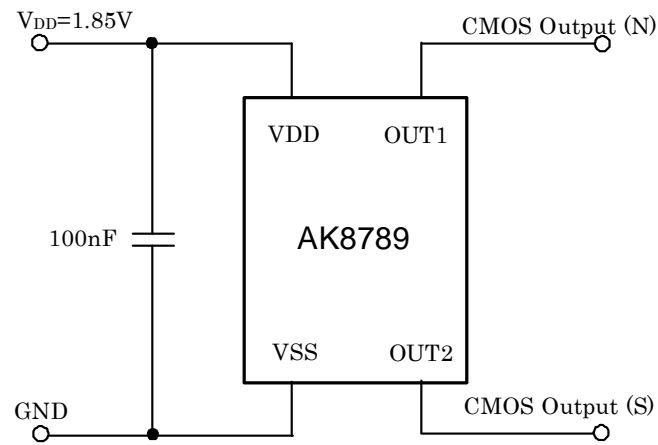 VDD=1.85V
CMOS Output (N)
VDD
OUT1
100nF
AK8789
VSS
OUT2
GND
CMOS Output (S)